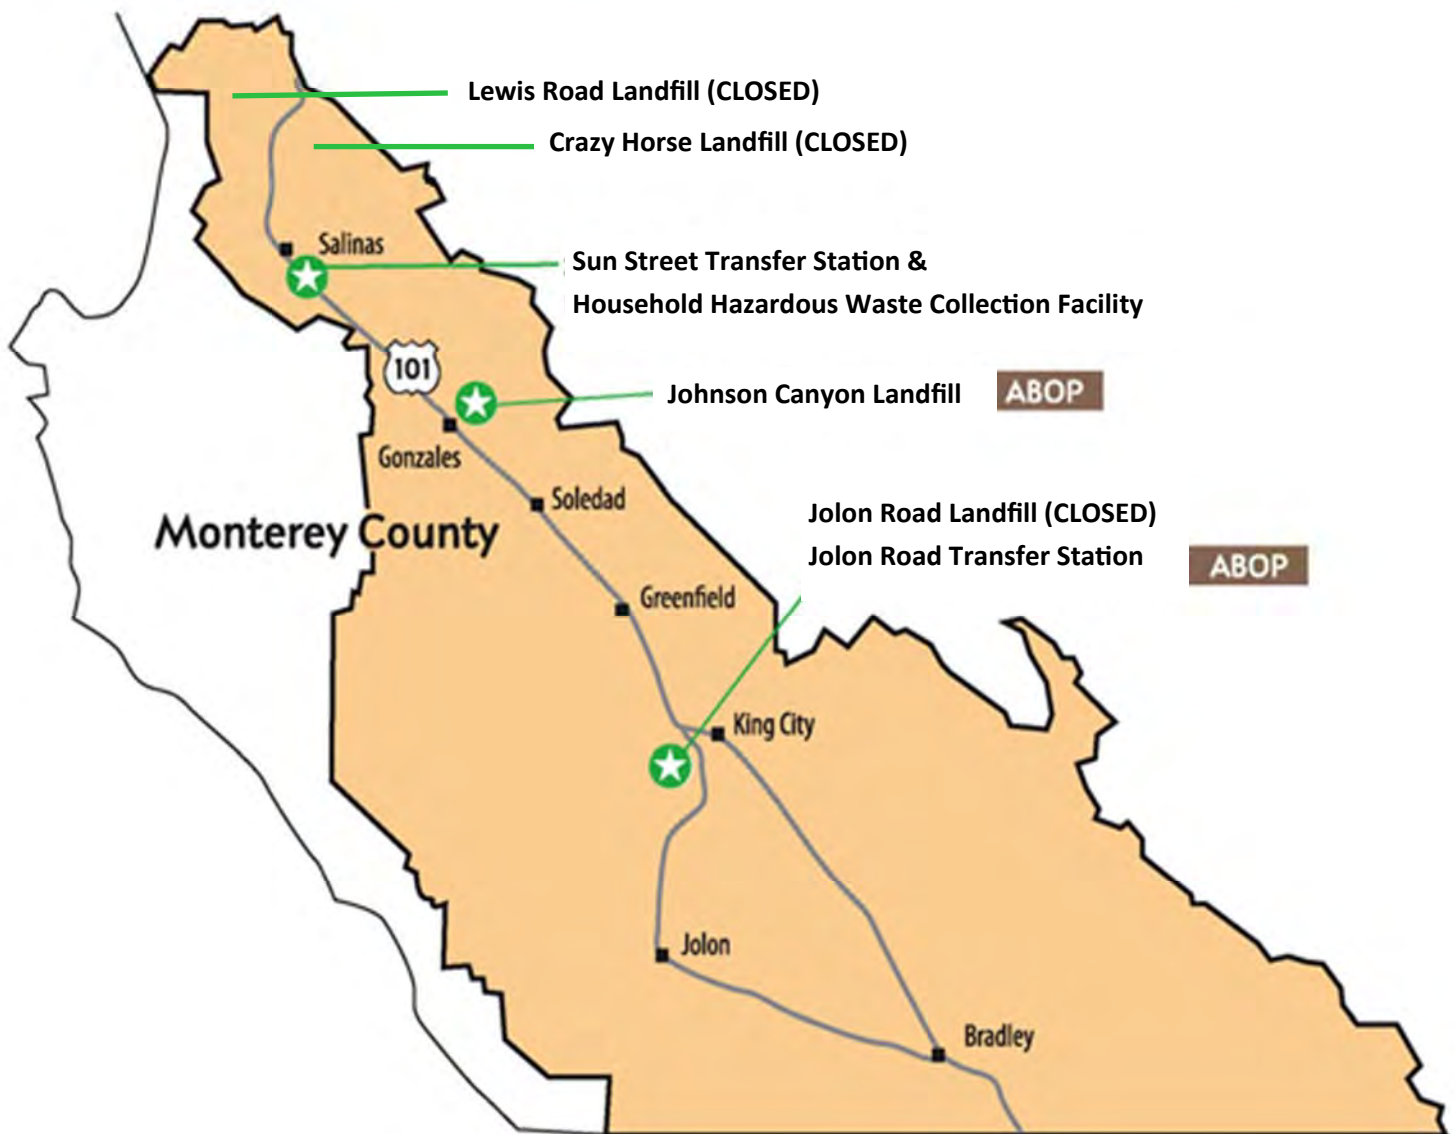 Lewis Road Landfill (CLOSED)
Crazy Horse Landfill (CLOSED)
Salinas
Sun Street Transfer Station &
Household Hazardous Waste Collection Facility
101
Johnson Canyon Landfill
ABOP
Gonzales
Soledad
Monterey County
Jolon Road Landfill (CLOSED)
Jolon Road Transfer Station
ABOP
Greenfield
King City
Jolon
Bradley